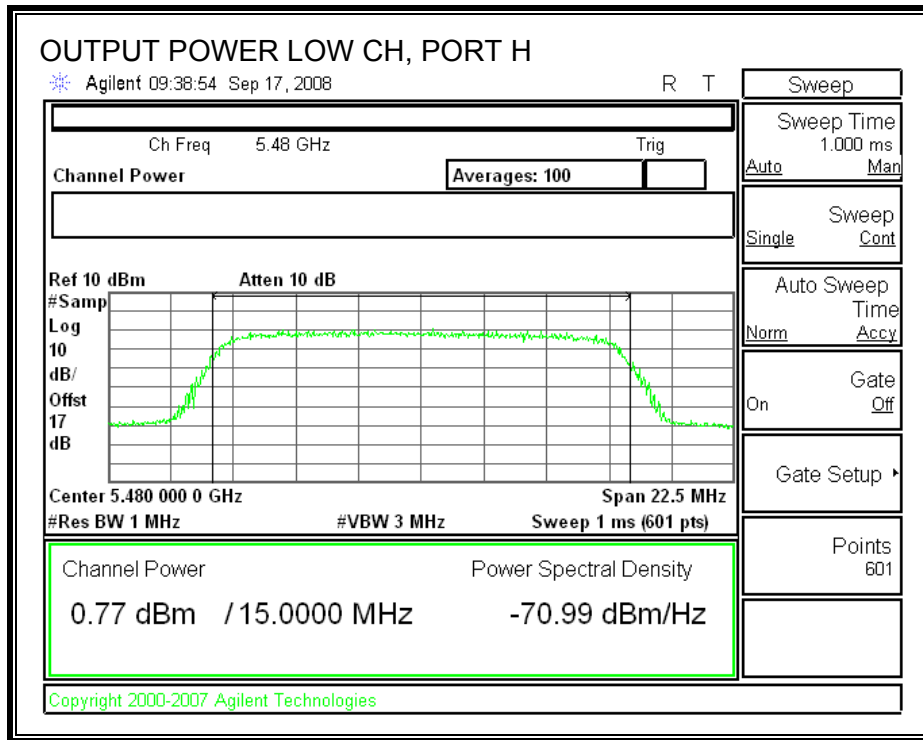 OUTPUT POWER LOW CH, PORT H
Agilent 09:38:54 Sep 17, 2008 R T
Ch Freq 5.48 GHz Trig
Channel Power Averages: 100
Ref 10 dBm Atten 10 dB
#Samp
Log
10
dB/
Offst
17
dB
Center 5.480 000 0 GHz Span 22.5 MHz
#Res BW 1 MHz #VBW 3 MHz Sweep 1 ms (601 pts)
Channel Power Power Spectral Density
0.77 dBm /15.0000 MHz -70.99 dBm/Hz
Copyright 2000-2007 Agilent Technologies
Sweep
Sweep Time
1.000 ms
Auto Man
Sweep
Single Cont
Auto Sweep
Time
Norm Accy
Gate
On Off
Gate Setup
Points
601